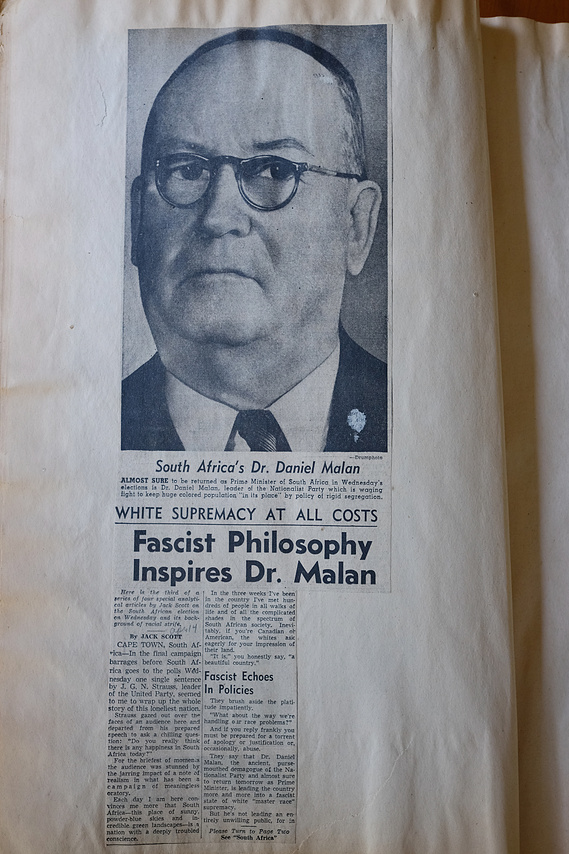 South Africa's Dr. Daniel Malan
ALMOST SURE to be returned as Prime Minister of South Africa in Wednesday's
elections is Dr. Daniel Malan, leader of the Nationalist Party which is waging
fight to keep huge colored population "in its place" by policy of rigid segregation.
WHITE SUPREMACY AT ALL COSTS
Fascist Philosophy
Inspires Dr. Malan
Here is the third of a
series of four special analyti-
cal articles by Jack Scott on
the South African election
on Wednesday and its back-
ground of racial strife.
By JACK SCOTT
CAPE TOWN, South Af-
rica—In the final campaign
barrages before South Af-
rica goes to the polls Wed-
nesday one single sentence
by J. G. N. Strauss, leader
of the United Party, seemed
to me to wrap up the whole
story of this loneliest nation.
Strauss gazed out over the
faces of an audience here and
departed from his prepared
speech to ask a chilling ques-
tion: "Do you really think
there is any happiness in South
Africa today?"
For the briefest of moments
the audience was stunned by
the jarring impact of a note of
realism in what has been a
campaign of meaningless
oratory.
Each day I am here con-
vinces me more that South
Africa—this place of sunny,
powder-blue skies and in-
credible green landscapes—is a
nation with a deeply troubled
conscience.
In the three weeks I've been
in the country I've met hun-
dreds of people in all walks of
life and of all the complicated
shades in the spectrum of
South African society. Inevi-
tably, if you're Canadian or
American, the whites ask
eagerly for your impression of
their land.
"It is," you honestly say, "a
beautiful country."
Fascist Echoes
In Policies
They brush aside the plati-
tude impatiently.
"What about the way we're
handling our race problems?"
And if you reply frankly you
must be prepared for a torrent
of apology or justification or,
occasionally, abuse.
They say that Dr. Daniel
Malan, the ancient, purse-
mouthed demagogue of the Na-
tionalist Party and almost sure
to return tomorrow as Prime
Minister, is leading the country
more and more into a fascist
state of white "master race"
supremacy.
But he's not leading an en-
tirely unwilling public, for in
Please Turn to Page Two
See "South Africa"